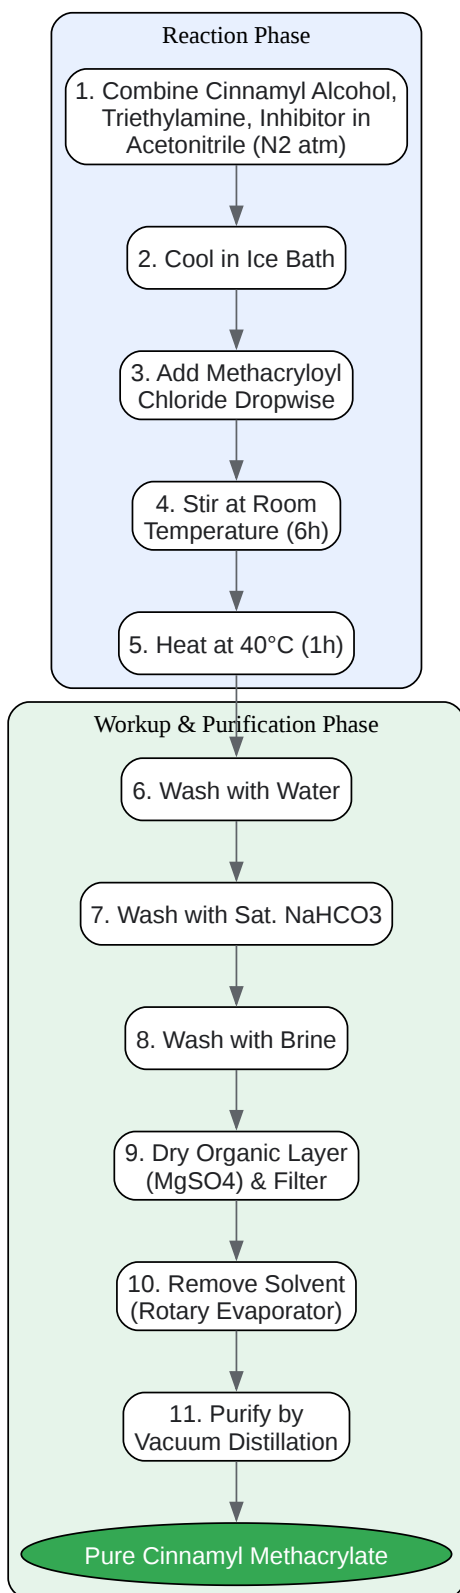 Reaction Phase
1. Combine Cinnamyl Alcohol,
Triethylamine, Inhibitor in
Acetonitrile (N2 atm)
2. Cool in Ice Bath
3. Add Methacryloyl
Chloride Dropwise
4. Stir at Room
Temperature (6h)
5. Heat at 40°C (1h)
Workup & Purification Phase
6. Wash with Water
7. Wash with Sat. NaHCO3
8. Wash with Brine
9. Dry Organic Layer
(MgSO4) & Filter
10. Remove Solvent
(Rotary Evaporator)
11. Purify by
Vacuum Distillation
Pure Cinnamyl Methacrylate